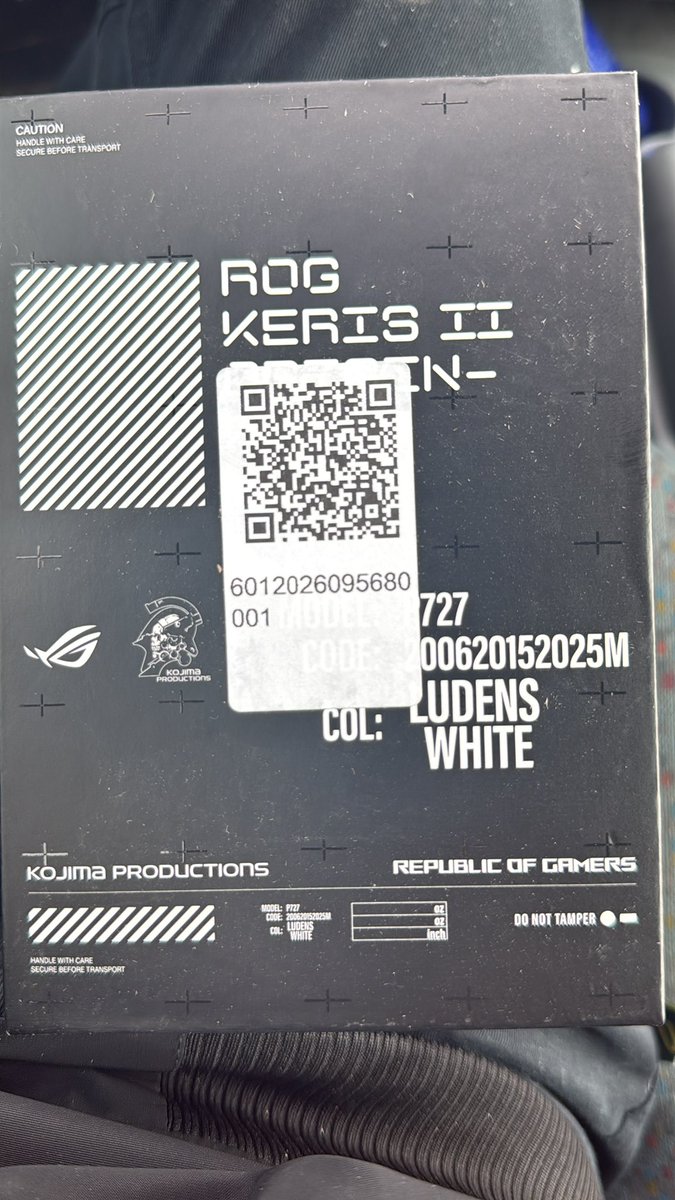 CAUTION
HANDLE WITH CARE
SECURE BEFORE TRANSPORT
ROG
KERIS II
6012026095680
001
MODEL: P727
CODE: 200620152025M
COL: LUDENS
WHITE
KOJIMA
PRODUCTIONS
KOJIMA PRODUCTIONS
REPUBLIC OF GAMERS
MODEL: P727
CODE: 200620152025M
COL: LUDENS
WHITE
oz
oz
inch
DO NOT TAMPER
HANDLE WITH CARE
SECURE BEFORE TRANSPORT